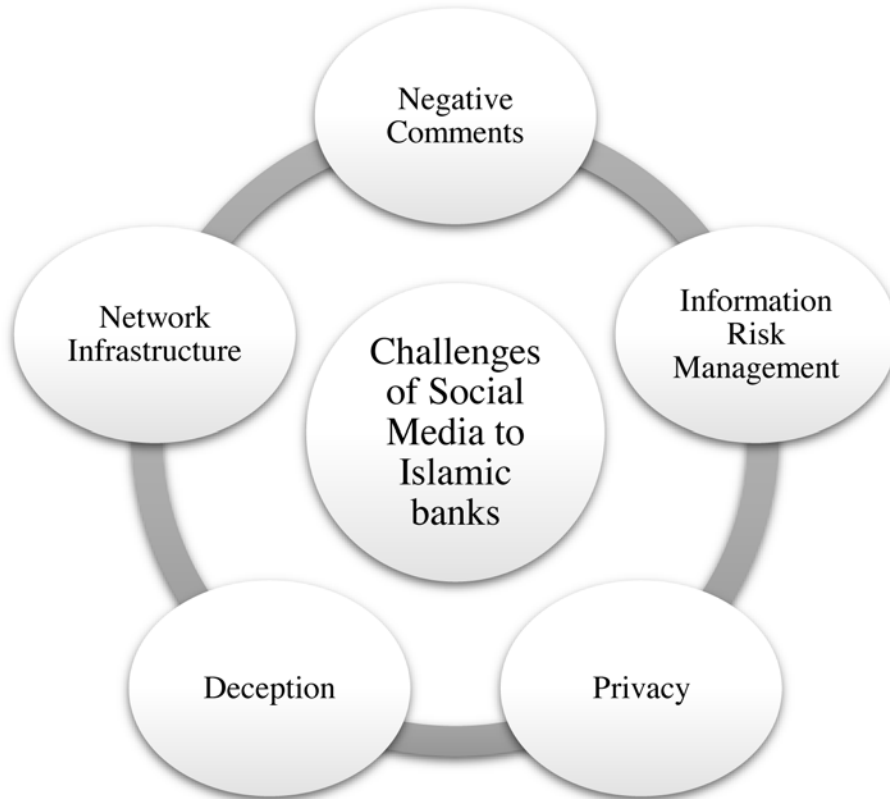 Negative
Comments
Information
Risk
Management
Privacy
Deception
Network
Infrastructure
Challenges
of Social
Media to
Islamic
banks